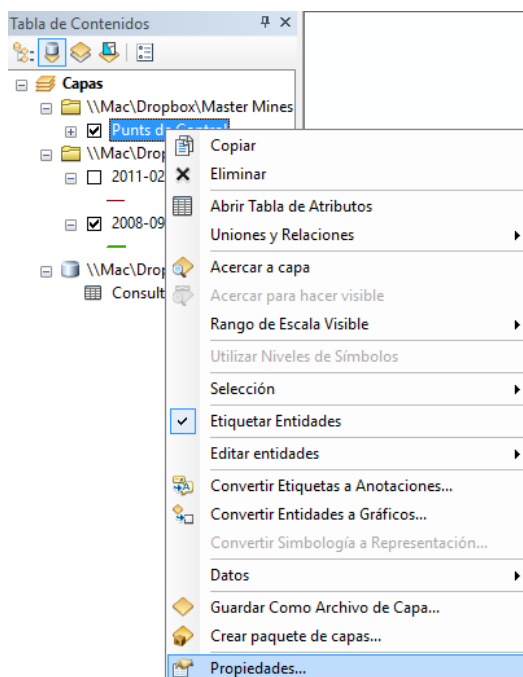 Tabla de Contenidos
Capas
\\Mac\Dropbox\Master Mines
Punts de Control
\\Mac\Drop
2011-02
2008-09
\\Mac\Drop
Consult
Copiar
Eliminar
Abrir Tabla de Atributos
Uniones y Relaciones
Acercar a capa
Acercar para hacer visible
Rango de Escala Visible
Utilizar Niveles de Símbolos
Selección
Etiquetar Entidades
Editar entidades
Convertir Etiquetas a Anotaciones...
Convertir Entidades a Gráficos...
Convertir Simbología a Representación...
Datos
Guardar Como Archivo de Capa...
Crear paquete de capas...
Propiedades...